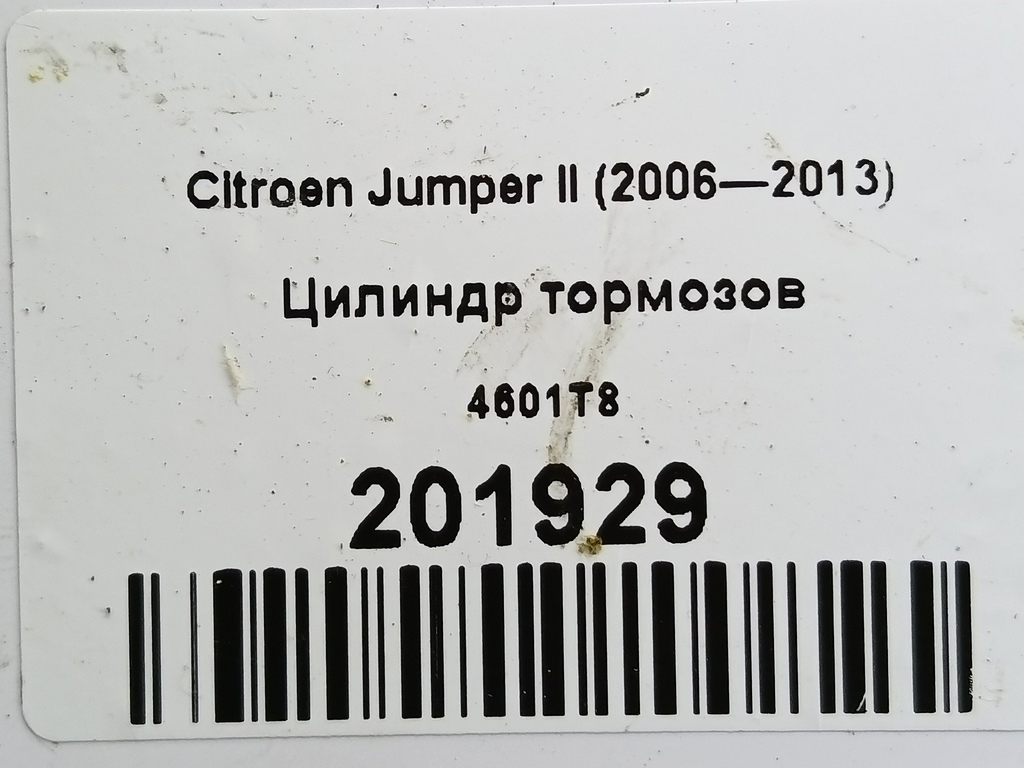 Citroen Jumper II (2006—2013)
Цилиндр тормозов
4601T8
201929